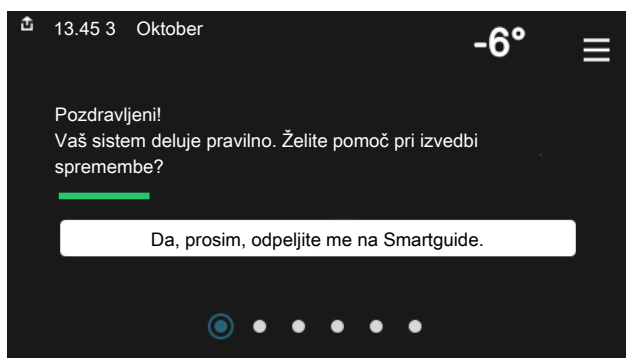 13.45 3 Oktober
-6°
Pozdravljeni!
Vaš sistem deluje pravilno. Želite pomoč pri izvedbi
spremembe?
Da, prosim, odpeljite me na Smartguide.